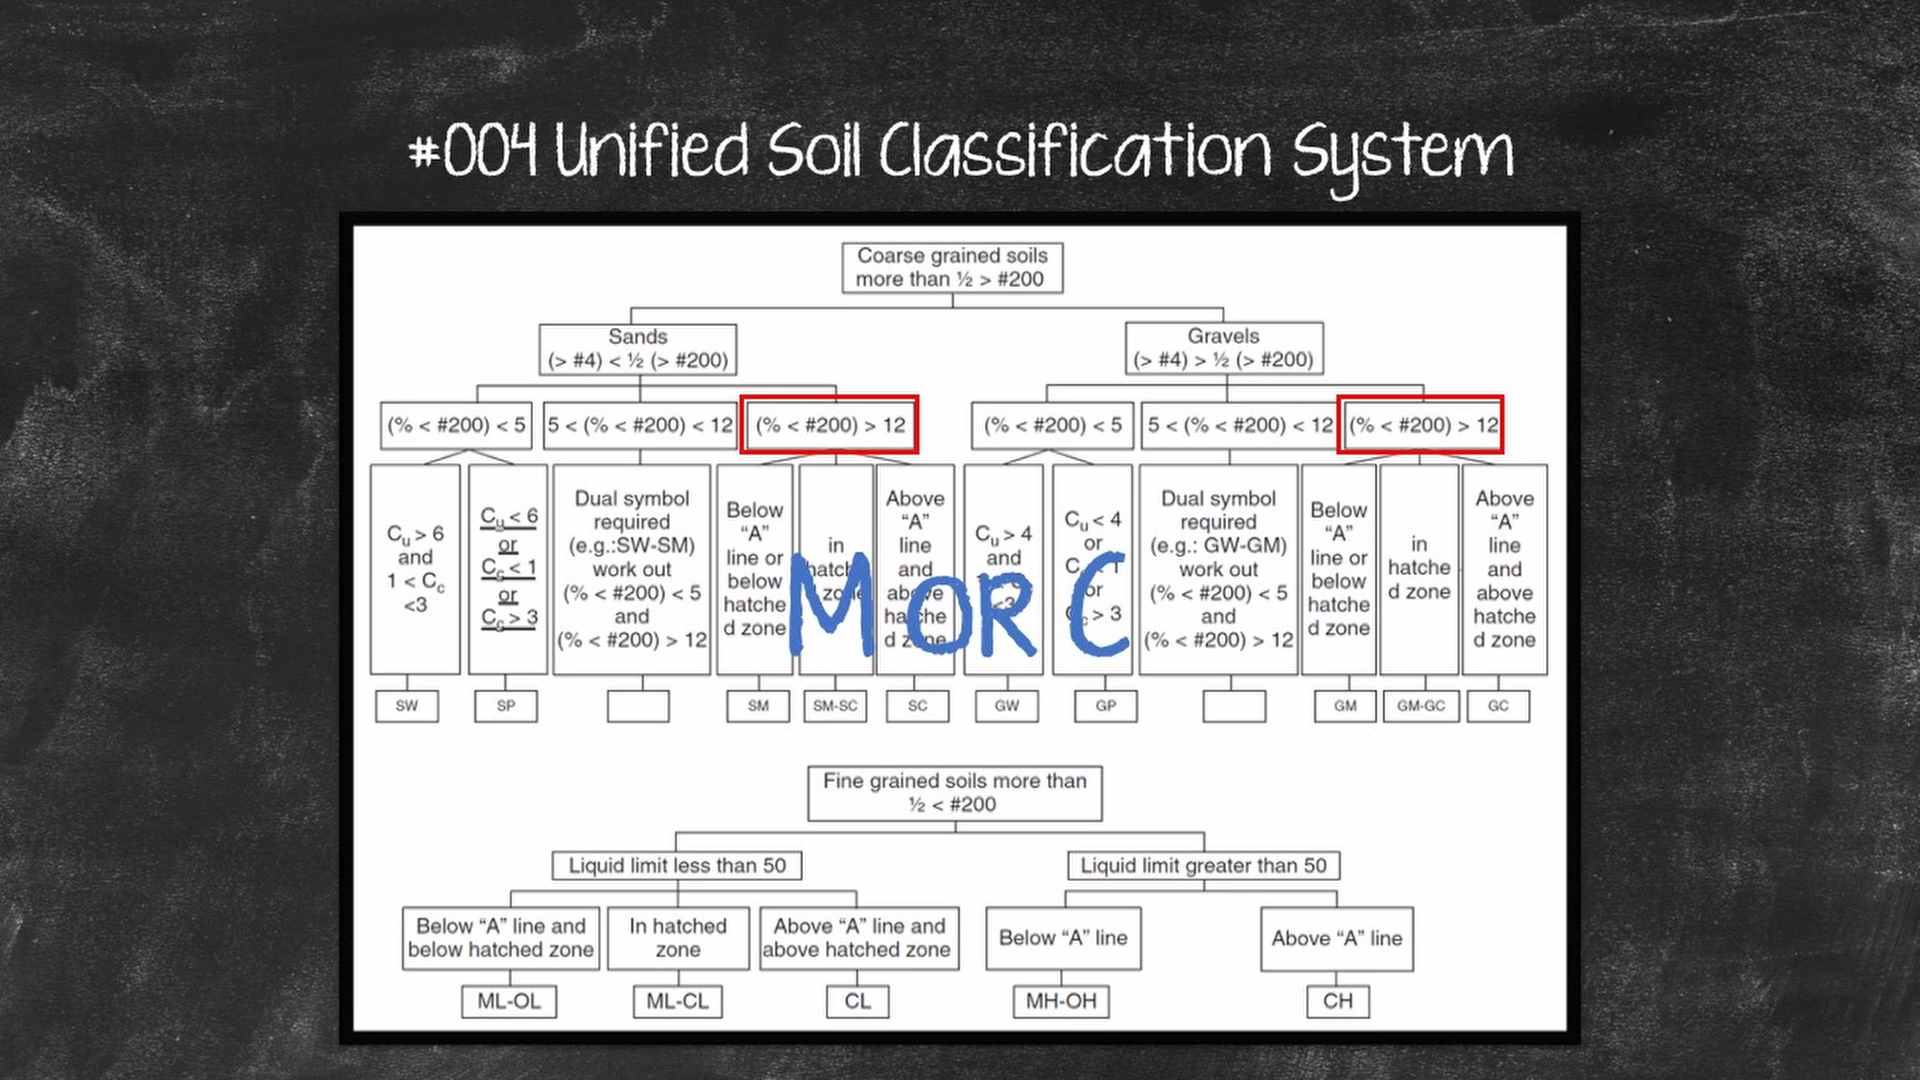 #004 Unified Soil Classification System
Coarse grained soils
more than ½ > #200
Sands
(> #4) < ½ (> #200)
Gravels
(> #4) > ½ (> #200)
(% < #200) < 5
5 < (% < #200) < 12
(% < #200) > 12
(% < #200) < 5
5 < (% < #200) < 12
(% < #200) > 12
Cu > 6
and
1 < Cc
<3
Cu < 6
or
Cc < 1
or
Cc > 3
Dual symbol
required
(e.g.:SW-SM)
work out
(% < #200) < 5
and
(% < #200) > 12
Below
“A”
line or
below
hatche
d zone
in
hatche
d zone
Above
“A”
line
and
above
hatche
d zone
Cu > 4
and
<3
Cu < 4
or
or
Cc > 3
Dual symbol
required
(e.g.: GW-GM)
work out
(% < #200) < 5
and
(% < #200) > 12
Below
“A”
line or
below
hatche
d zone
in
hatche
d zone
Above
“A”
line
and
above
hatche
d zone
M or C
SW
SP
SM
SM-SC
SC
GW
GP
GM
GM-GC
GC
Fine grained soils more than
½ < #200
Liquid limit less than 50
Liquid limit greater than 50
Below “A” line and
below hatched zone
In hatched
zone
Above “A” line and
above hatched zone
Below “A” line
Above “A” line
ML-OL
ML-CL
CL
MH-OH
CH